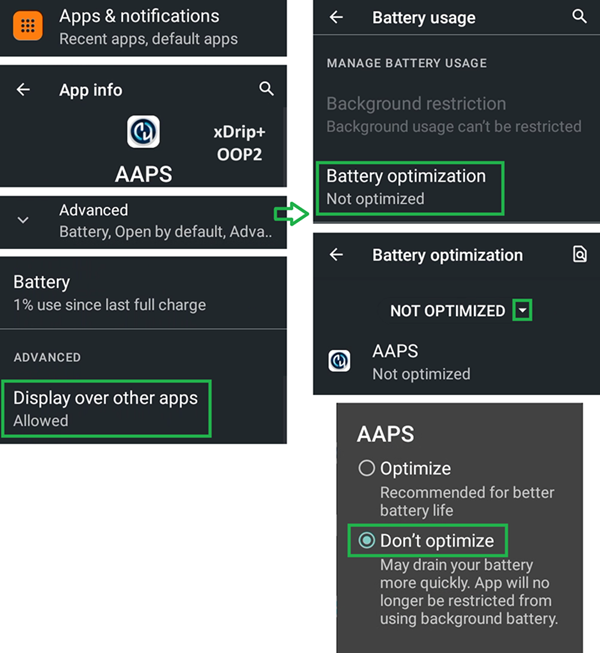 Apps & notifications
Recent apps, default apps
App info
xDrip+
OOP2
AAPS
Advanced
Battery, Open by default, Adva..
Battery
1% use since last full charge
ADVANCED
Display over other apps
Allowed
Battery usage
MANAGE BATTERY USAGE
Background restriction
Background usage can't be restricted
Battery optimization
Not optimized
Battery optimization
NOT OPTIMIZED
AAPS
Not optimized
AAPS
Optimize
Recommended for better
battery life
Don't optimize
May drain your battery
more quickly. App will no
longer be restricted from
using background battery.